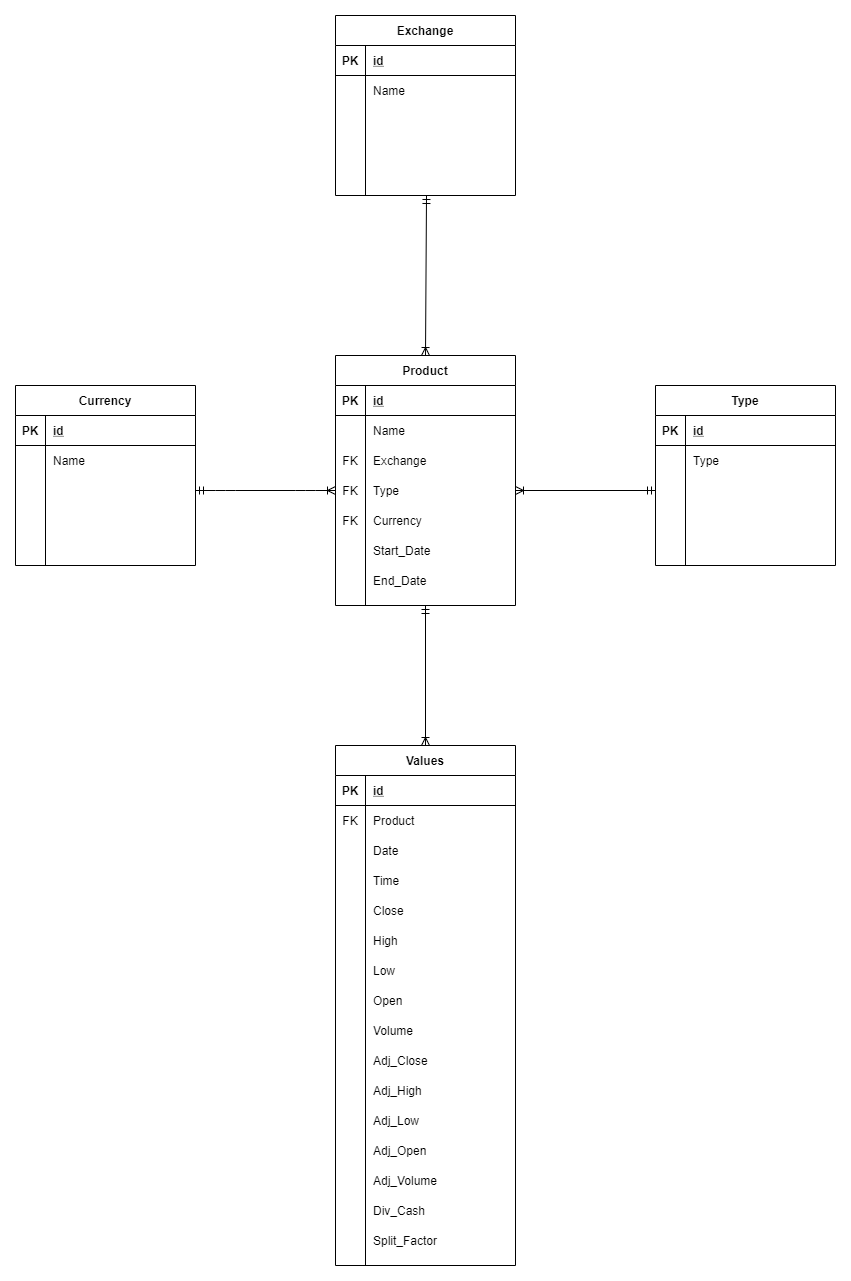 Exchange
PK id
Name
Product
PK id
Name
FK Exchange
FK Type
FK Currency
Start_Date
End_Date
Currency
PK id
Name
Type
PK id
Type
Values
PK id
FK Product
Date
Time
Close
High
Low
Open
Volume
Adj_Close
Adj_High
Adj_Low
Adj_Open
Adj_Volume
Div_Cash
Split_Factor